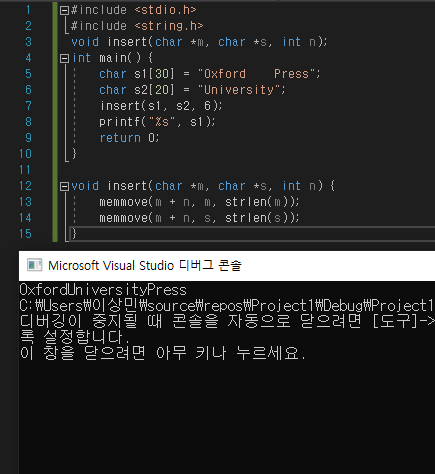 1 #include <stdio.h>
2 #include <string.h>
3 void insert(char *m, char *s, int n);
4 int main() {
5 char s1[30] = "Oxford    Press";
6 char s2[20] = "University";
7 insert(s1, s2, 6);
8 printf("%s", s1);
9 return 0;
10 }
11
12 void insert(char *m, char *s, int n) {
13 memmove(m + n, m, strlen(m));
14 memmove(m + n, s, strlen(s));
15 }
Microsoft Visual Studio 디버그 콘솔
OxfordUniversityPress
C:\Users\이상민\source\repos\Project1\Debug\Project1
디버깅이 중지될 때 콘솔을 자동으로 닫으려면 [도구]->
록 설정합니다.
이 창을 닫으려면 아무 키나 누르세요.